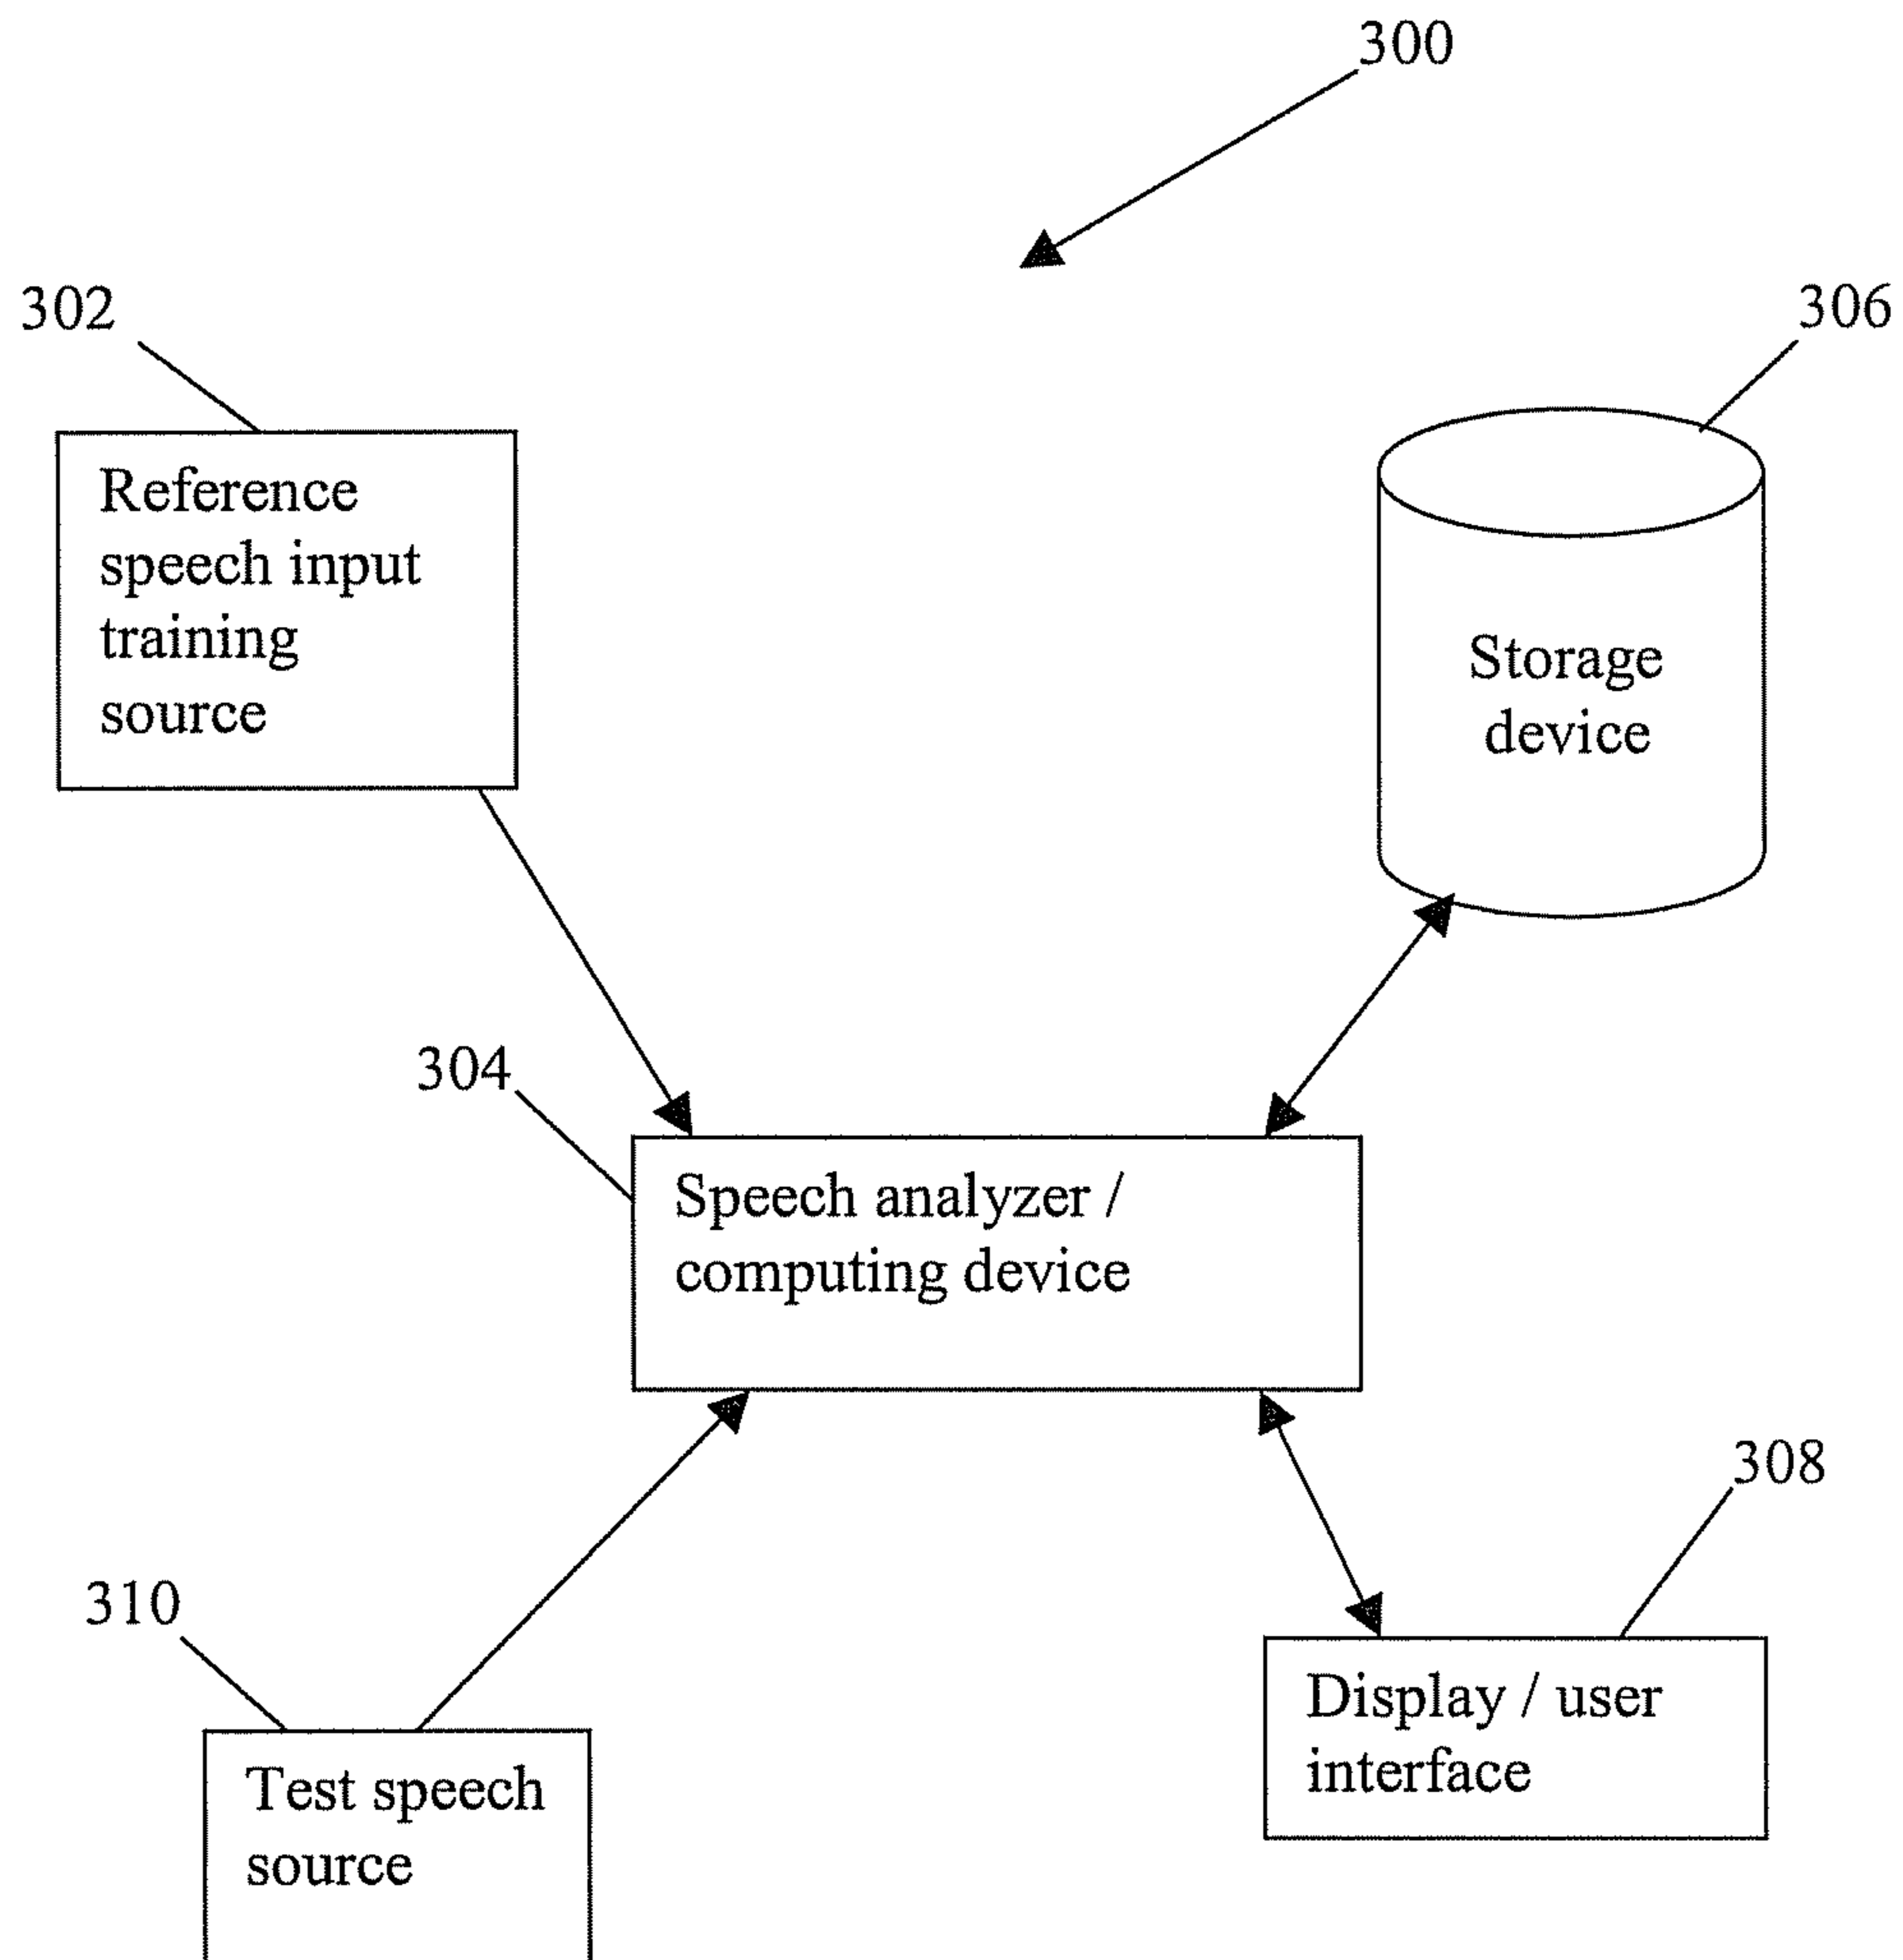 300
302
306
Reference
speech input
training
source
Storage
device
304
Speech analyzer /
computing device
308
310
Display / user
interface
Test speech
source